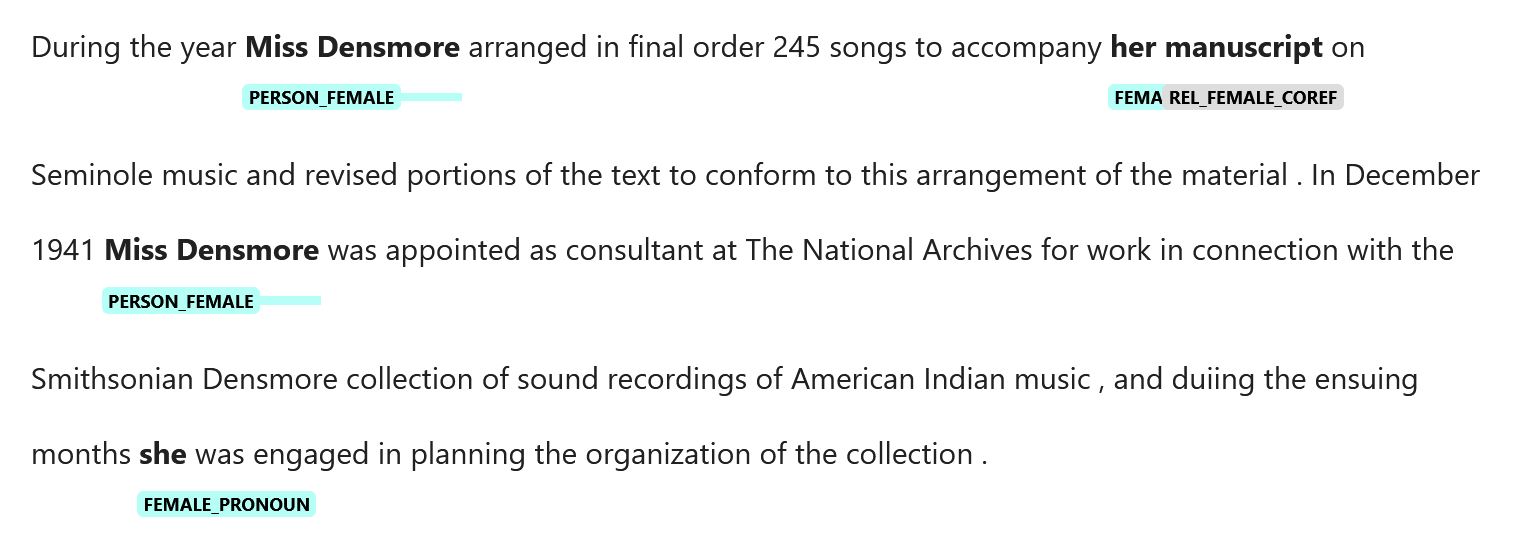 During the year Miss Densmore arranged in final order 245 songs to accompany her manuscript on
PERSON_FEMALE FEMA REL_FEMALE_COREF
Seminole music and revised portions of the text to conform to this arrangement of the material . In December
1941 Miss Densmore was appointed as consultant at The National Archives for work in connection with the
PERSON_FEMALE
Smithsonian Densmore collection of sound recordings of American Indian music , and duiing the ensuing
months she was engaged in planning the organization of the collection .
FEMALE_PRONOUN